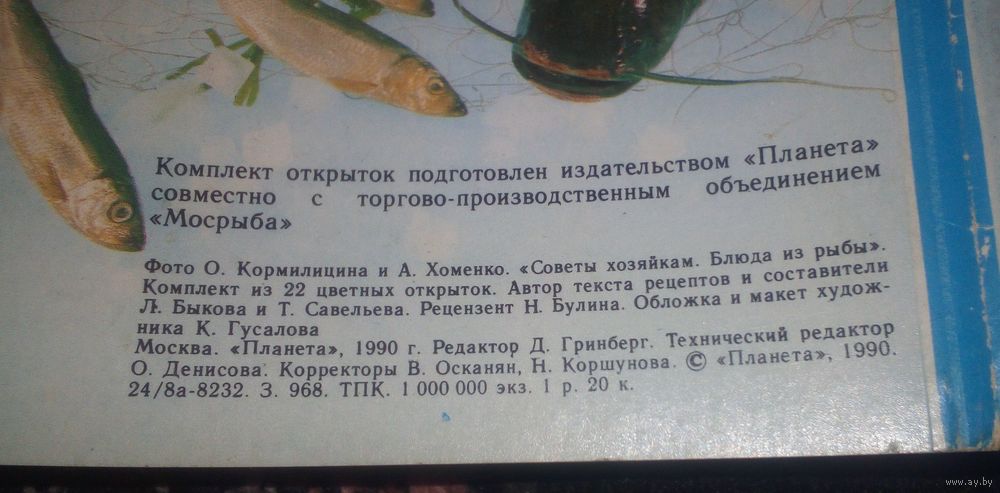 Комплект открыток подготовлен издательством «Планета»
совместно с торгово-производственным объединением
«Мосрыба»
Фото О. Кормилицина и А. Хоменко. «Советы хозяйкам. Блюда из рыбы».
Комплект из 22 цветных открыток. Автор текста рецептов и составители
Л. Быкова и Т. Савельева. Рецензент Н. Булина. Обложка и макет худож-
ника К. Гусалова
Москва. «Планета», 1990 г. Редактор Д. Гринберг. Технический редактор
О. Денисова. Корректоры В. Осканян, Н. Коршунова. © «Планета», 1990.
24/8а-8232. З. 968. ТПК. 1 000 000 экз. 1 р. 20 к.
www.ay.by